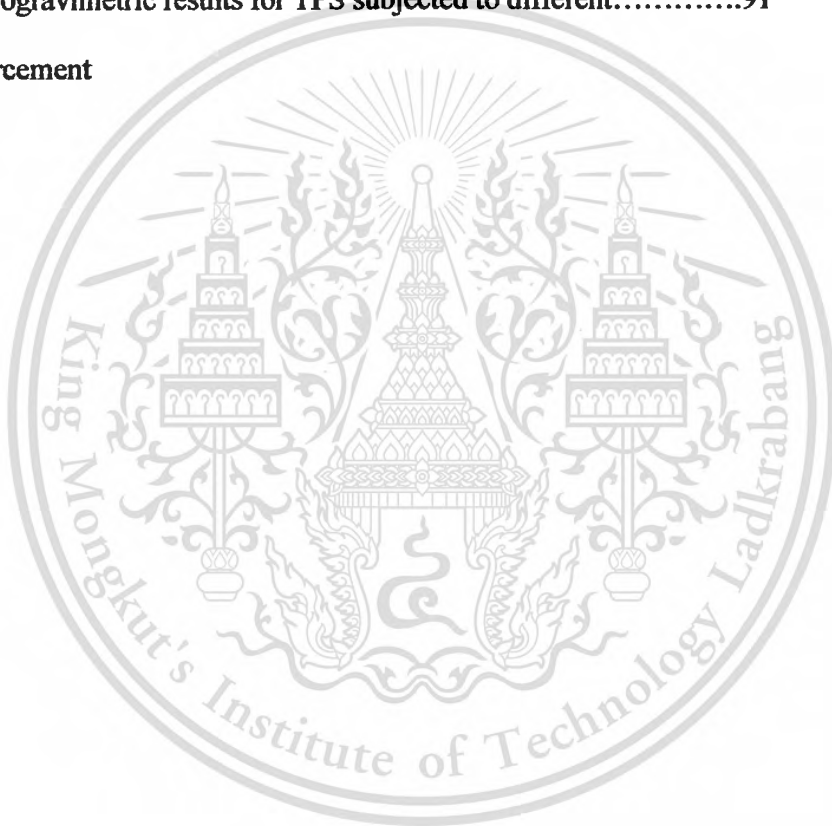 ogravimetric results for TPS subjected to different………….91
rcement
King Mongkut's Institute of Technology Ladkrabang